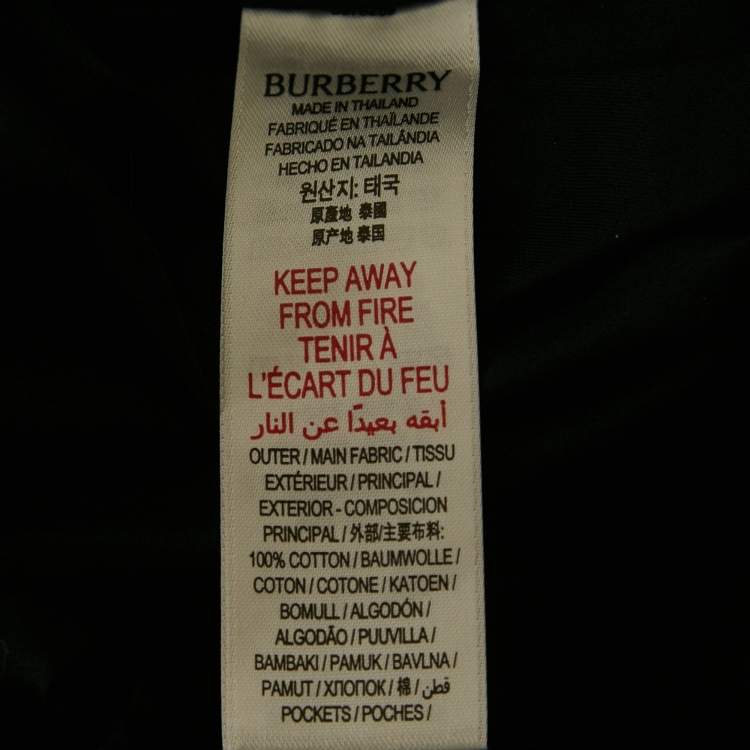 BURBERRY
MADE IN THAILAND
FABRIQUÉ EN THAÏLANDE
FABRICADO NA TAILÂNDIA
HECHO EN TAILANDIA
원산지: 태국
原產地 泰國
原产地 泰国
KEEP AWAY
FROM FIRE
TENIR À
L'ÉCART DU FEU
أبقه بعيدًا عن النار
OUTER / MAIN FABRIC / TISSU
EXTÉRIEUR / PRINCIPAL /
EXTERIOR - COMPOSICION
PRINCIPAL / 外部/主要布料:
100% COTTON / BAUMWOLLE /
COTON / COTONE / KATOEN /
BOMULL / ALGODÓN /
ALGODÃO / PUUVILLA /
BAMBAKI / PAMUK / BAVLNA /
PAMUT / ХЛОПОК / 棉 / قطن
POCKETS / POCHES /